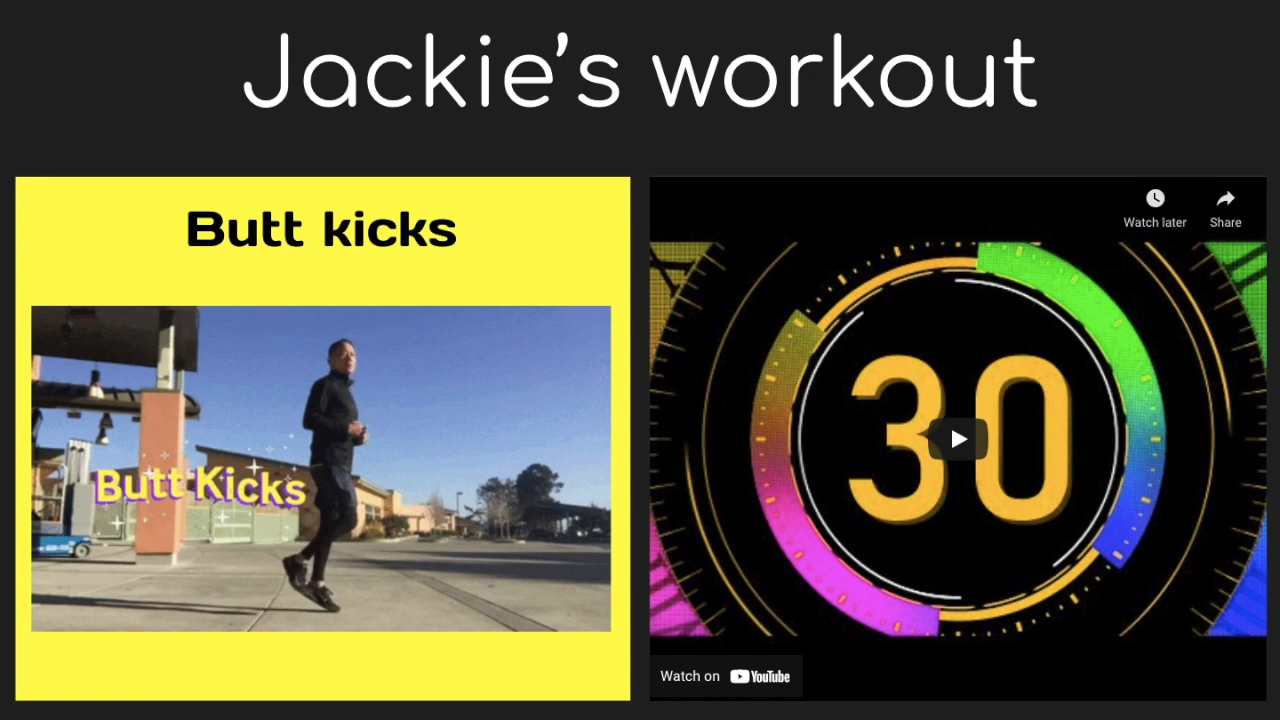 Jackie’s workout
Butt kicks
Butt Kicks
Watch later
Share
30
Watch on YouTube